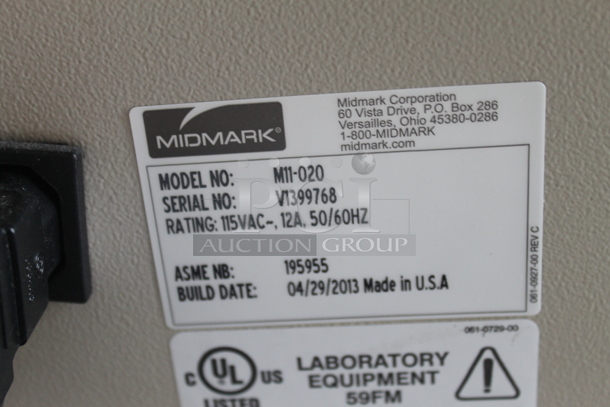 MIDMARK®
Midmark Corporation
60 Vista Drive, P.O. Box 286
Versailles, Ohio 45380-0286
1-800-MIDMARK
midmark.com
MODEL NO: M11-020
SERIAL NO: V1399768
RATING: 115VAC~, 12A, 50/60HZ
PCI
AUCTION GROUP
ASME NB: 195955
BUILD DATE: 04/29/2013 Made in U.S.A
061-0927-00 REV C
061-0729-00
C UL US
LISTED
LABORATORY
EQUIPMENT
59FM